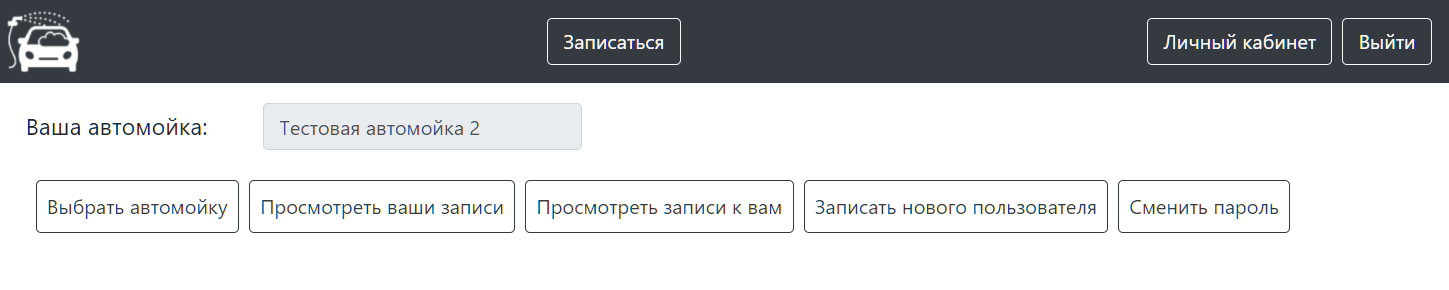 Записаться Личный кабинет Выйти
Ваша автомойка: Тестовая автомойка 2
Выбрать автомойку Просмотреть ваши записи Просмотреть записи к вам Записать нового пользователя Сменить пароль